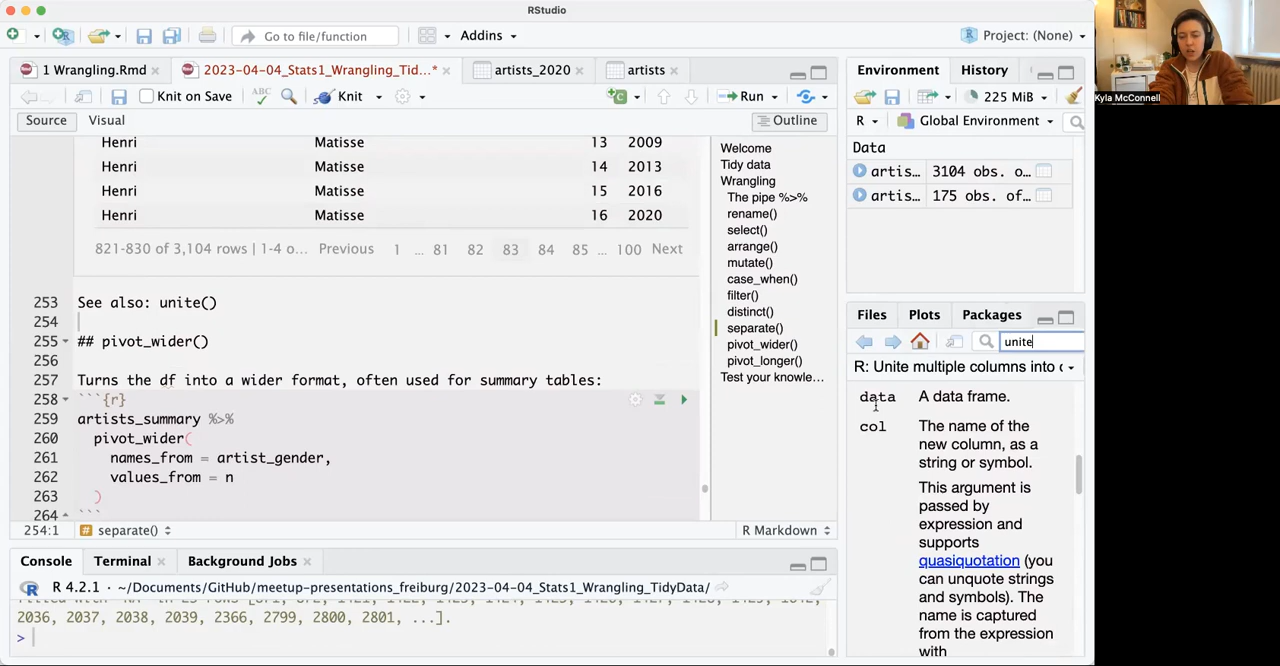 RStudio
Go to file/function
Addins
Project: (None)
1 Wrangling.Rmd
2023-04-04_Stats1_Wrangling_Tid...*
artists_2020
artists
Knit on Save
ABC
Knit
Run
Source
Visual
Outline
Henri Matisse 13 2009
Henri Matisse 14 2013
Henri Matisse 15 2016
Henri Matisse 16 2020
821-830 of 3,104 rows | 1-4 o... Previous 1 ... 81 82 83 84 85 ... 100 Next
253 See also: unite()
254
255 ## pivot_wider()
256
257 Turns the df into a wider format, often used for summary tables:
258 ```{r}
259 artists_summary %>%
260 pivot_wider(
261 names_from = artist_gender,
262 values_from = n
263 )
264 ```
254:1 # separate() R Markdown
Welcome
Tidy data
Wrangling
The pipe %>%
rename()
select()
arrange()
mutate()
case_when()
filter()
distinct()
separate()
pivot_wider()
pivot_longer()
Test your knowle...
Console
Terminal
Background Jobs
R 4.2.1 · ~/Documents/GitHub/meetup-presentations_freiburg/2023-04-04_Stats1_Wrangling_TidyData/
2036, 2037, 2038, 2039, 2366, 2799, 2800, 2801, ...].
>
Environment
History
225 MiB
R
Global Environment
Data
artis... 3104 obs. o...
artis... 175 obs. of...
Files
Plots
Packages
unite
R: Unite multiple columns into
data A data frame.
col The name of the
new column, as a
string or symbol.
This argument is
passed by
expression and
supports
quasiquotation (you
can unquote strings
and symbols). The
name is captured
from the expression
with
Kyla McConnell